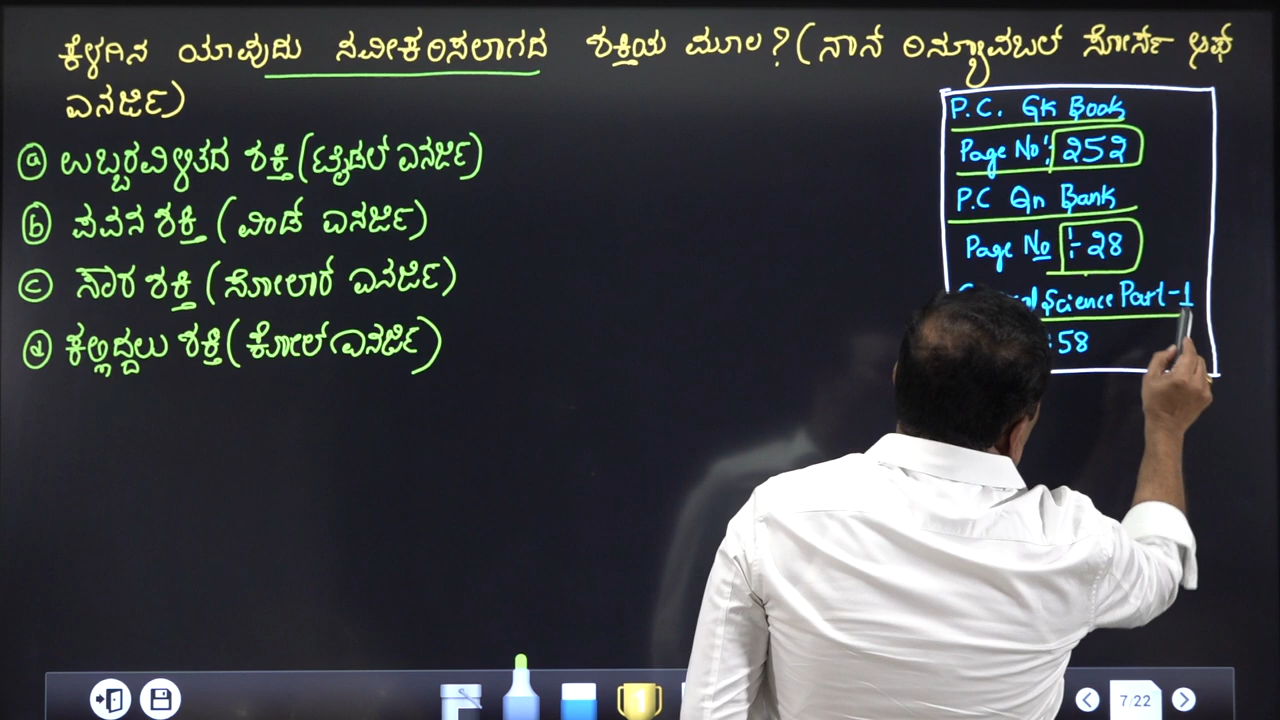 ಕೆಳಗಿನ ಯಾವುದು ನವೀಕರಿಸಲಾಗದ ಶಕ್ತಿಯ ಮೂಲ? (ನಾನ್ ರಿನ್ಯೂವಬಲ್ ಸೋರ್ಸ್ ಆಫ್
ಎನರ್ಜಿ)
ⓐ ಉಬ್ಬರವಿಳಿತದ ಶಕ್ತಿ (ಟೈಡಲ್ ಎನರ್ಜಿ)
ⓑ ಪವನ ಶಕ್ತಿ (ವಿಂಡ್ ಎನರ್ಜಿ)
ⓒ ಸೌರ ಶಕ್ತಿ (ಸೋಲಾರ್ ಎನರ್ಜಿ)
ⓓ ಕಲ್ಲಿದ್ದಲು ಶಕ್ತಿ (ಕೋಲ್ ಎನರ್ಜಿ)
P.C. GK Book
Page No:- 252
P.C Qn Bank
Page No :- 28
Science Part-1
:58
7/22